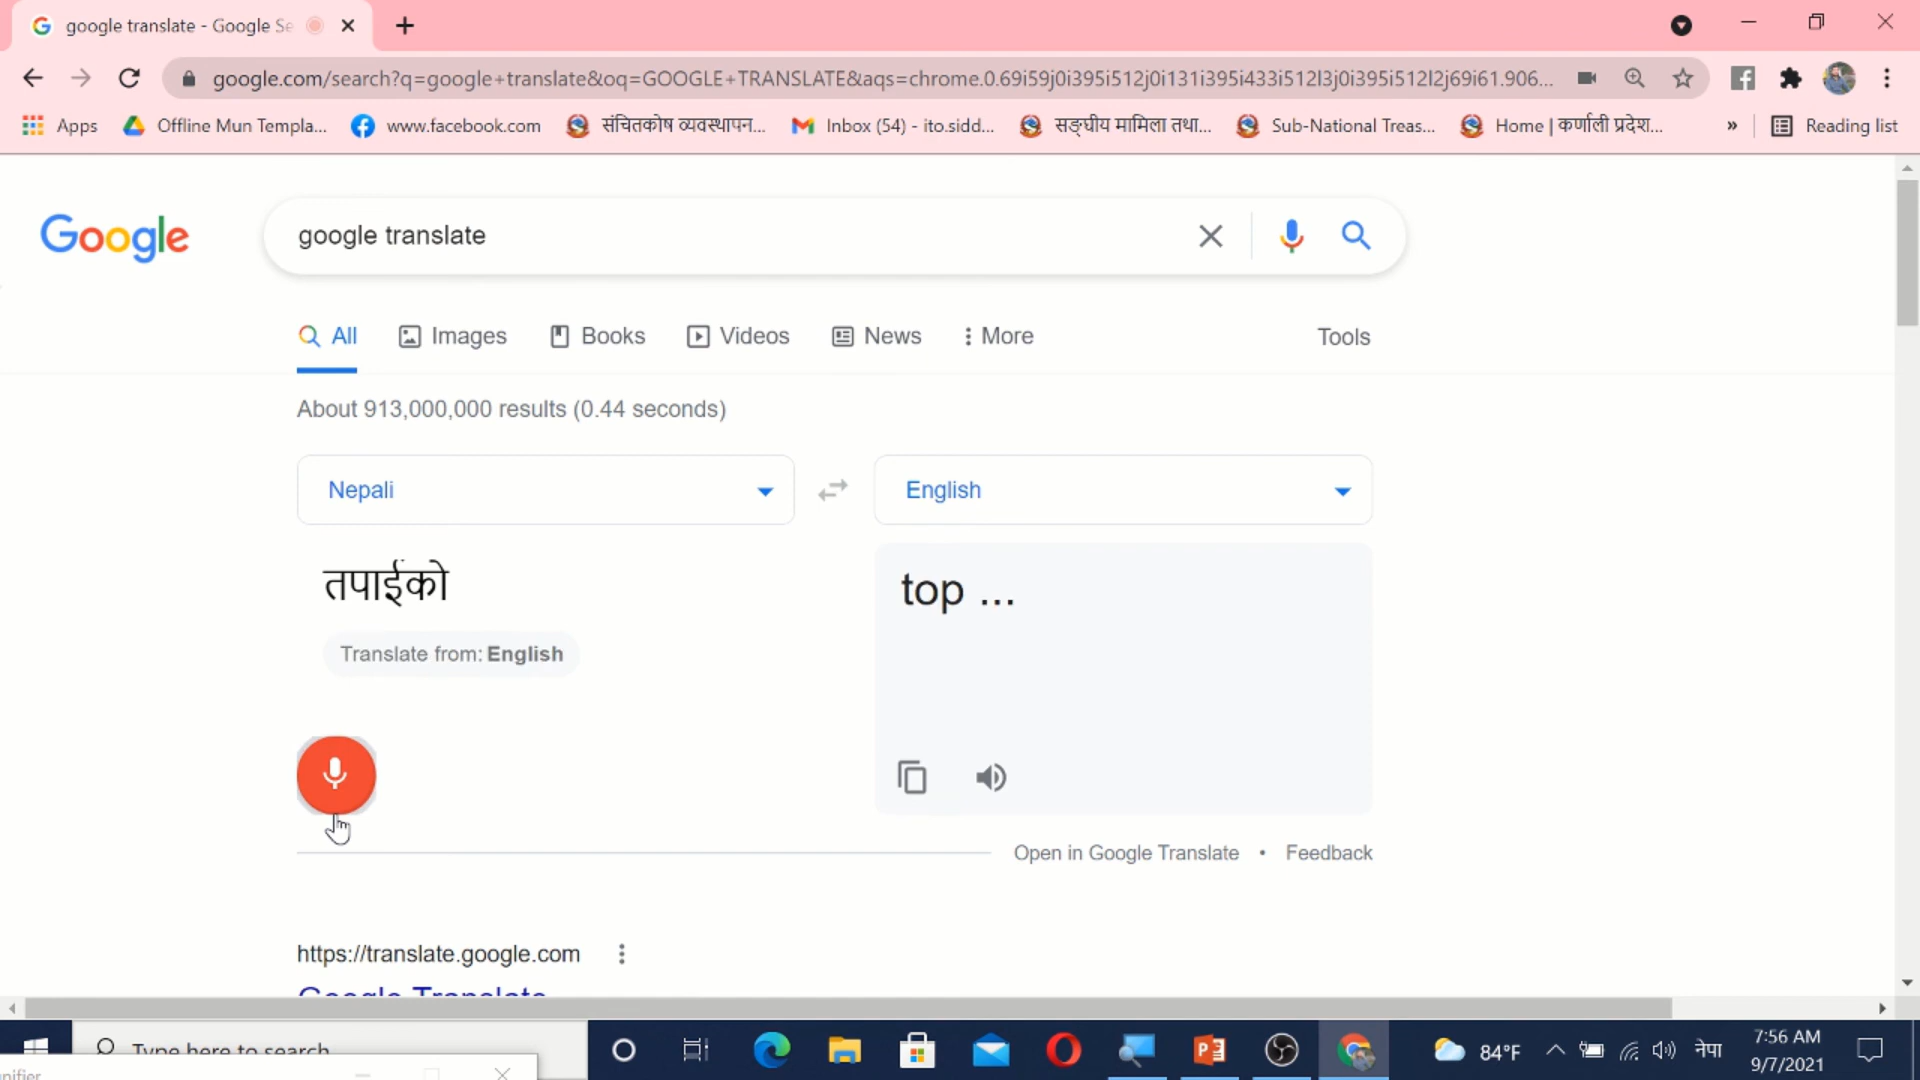 google translate - Google Se
google.com/search?q=google+translate&oq=GOOGLE+TRANSLATE&aqs=chrome.0.69i59j0i395i512j0i131i395i433i512l3j0i395i512l2j69i61.906...
Apps Offline Mun Templa... www.facebook.com संचितकोष व्यवस्थापन... Inbox (54) - ito.sidd... सङ्घीय मामिला तथा... Sub-National Treas... Home | कर्णाली प्रदेश... » Reading list
Google google translate
All Images Books Videos News More Tools
About 913,000,000 results (0.44 seconds)
Nepali English
तपाईको top ...
Translate from: English
Open in Google Translate • Feedback
https://translate.google.com
Google Translate
Type here to search 84°F नेपा 7:56 AM
9/7/2021